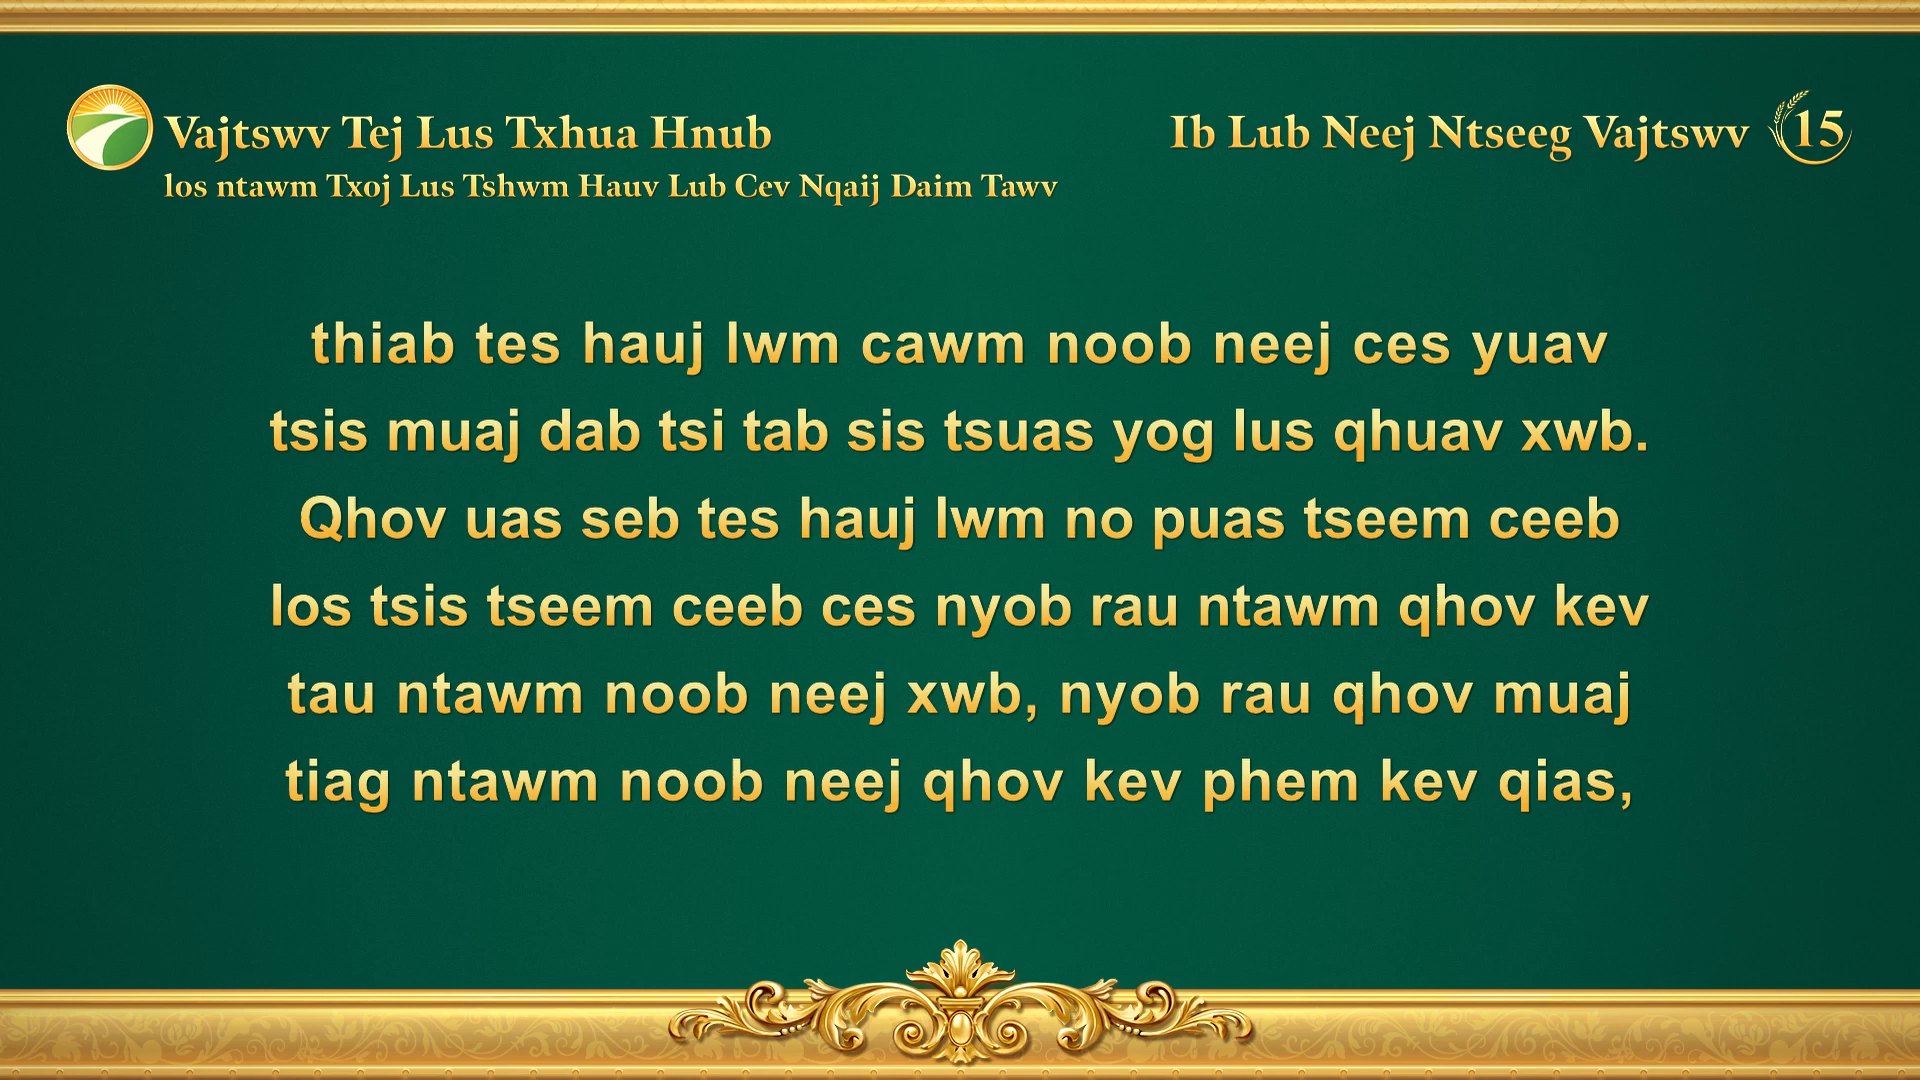 Vajtswv Tej Lus Txhua Hnub
los ntawm Txoj Lus Tshwm Hauv Lub Cev Nqaij Daim Tawv
Ib Lub Neej Ntseeg Vajtswv 15
thiab tes hauj lwm cawm noob neej ces yuav
tsis muaj dab tsi tab sis tsuas yog lus qhuav xwb.
Qhov uas seb tes hauj lwm no puas tseem ceeb
los tsis tseem ceeb ces nyob rau ntawm qhov kev
tau ntawm noob neej xwb, nyob rau qhov muaj
tiag ntawm noob neej qhov kev phem kev qias,